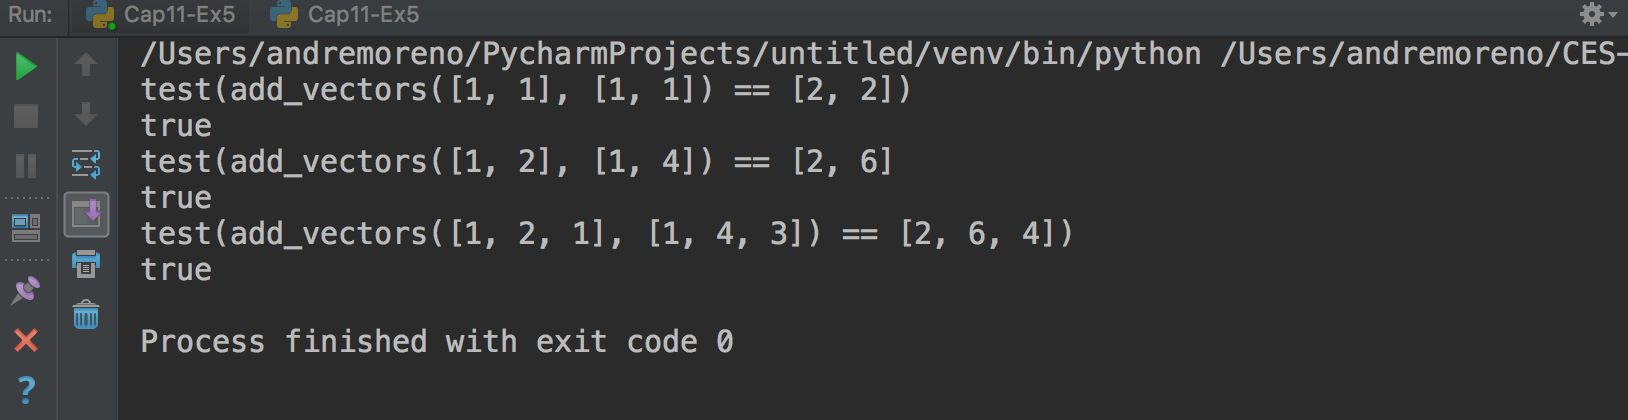 Run: Cap11-Ex5 Cap11-Ex5
/Users/andremoreno/PycharmProjects/untitled/venv/bin/python /Users/andremoreno/CES-
test(add_vectors([1, 1], [1, 1]) == [2, 2])
true
test(add_vectors([1, 2], [1, 4]) == [2, 6]
true
test(add_vectors([1, 2, 1], [1, 4, 3]) == [2, 6, 4])
true
Process finished with exit code 0